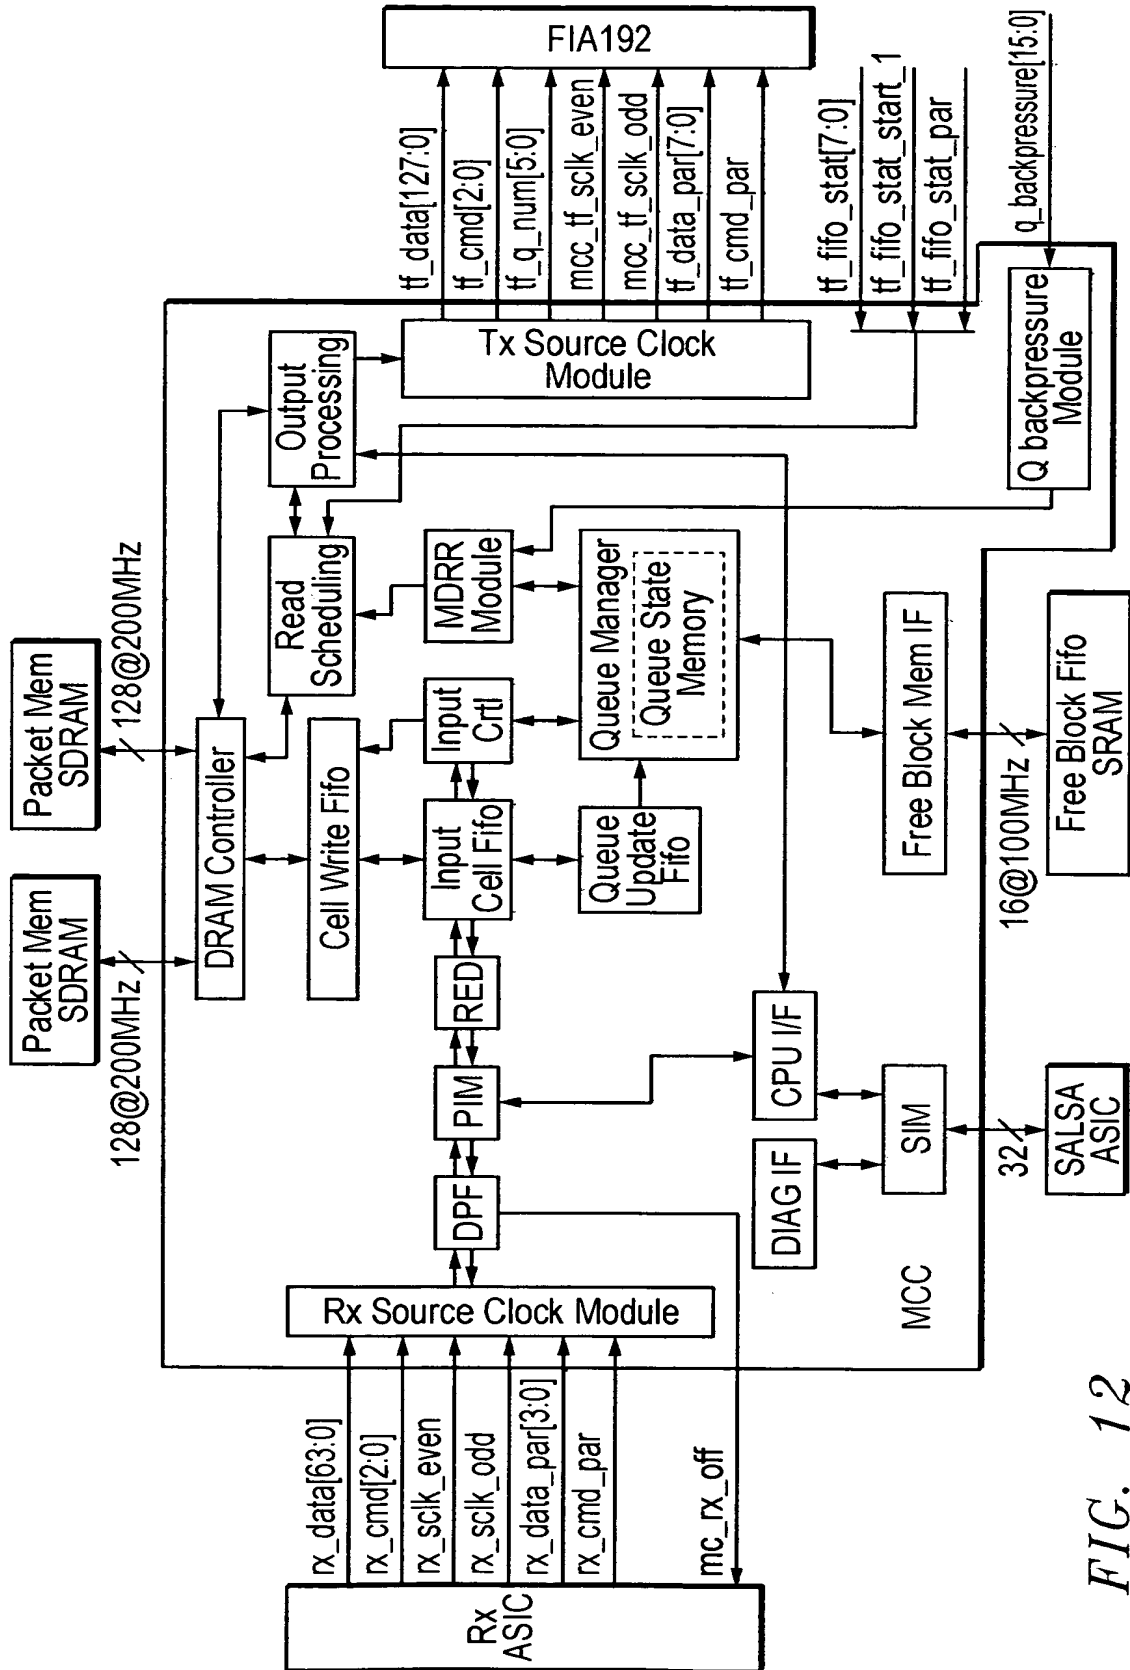 Packet Mem
SDRAM
Packet Mem
SDRAM
128@200MHz
128@200MHz
DRAM Controller
Cell Write Fifo
Read
Scheduling
Output
Processing
Rx
ASIC
rx_data[63:0]
rx_cmd[2:0]
rx_sclk_even
rx_sclk_odd
rx_data_par[3:0]
rx_cmd_par
mc_rx_off
Rx Source Clock Module
DPF
PIM
RED
Input
Cell Fifo
Input
Crtl
MDRR
Module
Queue
Update
Fifo
Queue Manager
Queue State
Memory
Tx Source Clock
Module
tf_data[127:0]
tf_cmd[2:0]
tf_q_num[5:0]
mcc_tf_sclk_even
mcc_tf_sclk_odd
tf_data_par[7:0]
tf_cmd_par
FIA192
tf_fifo_stat[7:0]
tf_fifo_stat_start_1
tf_fifo_stat_par
q_backpressure[15:0]
Q backpressure
Module
DIAG IF
CPU I/F
SIM
MCC
Free Block Mem IF
32
16@100MHz
SALSA
ASIC
Free Block Fifo
SRAM
FIG. 12